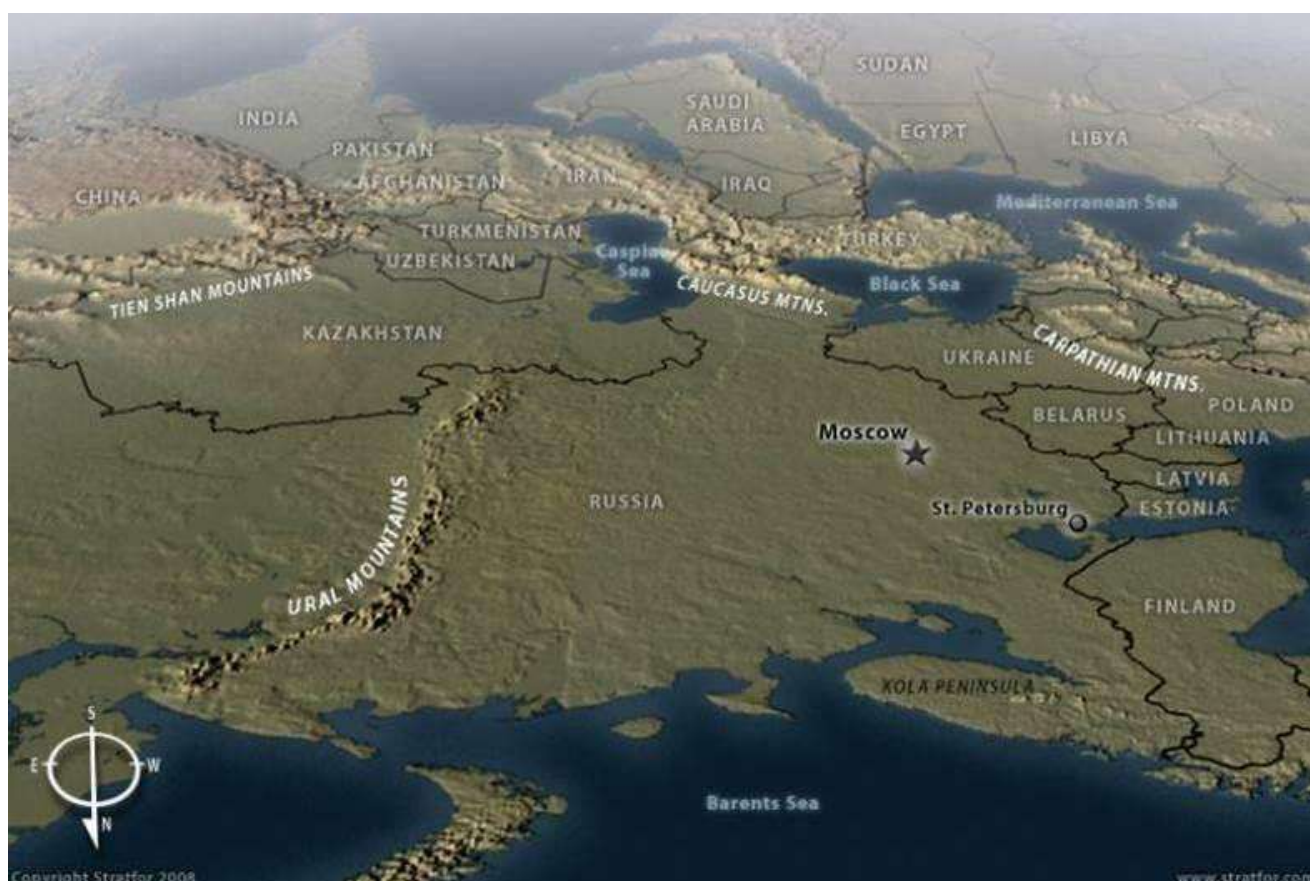 SUDAN
INDIA
SAUDI
ARABIA
EGYPT
LIBYA
PAKISTAN
AFGHANISTAN
IRAN
IRAQ
CHINA
Mediterranean Sea
TURKMENISTAN
TURKEY
Caspian
Sea
UZBEKISTAN
TIEN SHAN MOUNTAINS
CAUCASUS MTNS.
Black Sea
KAZAKHSTAN
UKRAINE
CARPATHIAN MTNS.
BELARUS
POLAND
Moscow
LITHUANIA
LATVIA
RUSSIA
St. Petersburg
ESTONIA
URAL MOUNTAINS
FINLAND
KOLA PENINSULA
S
E
W
N
Barents Sea
Copyright Stratfor 2008
www.stratfor.com